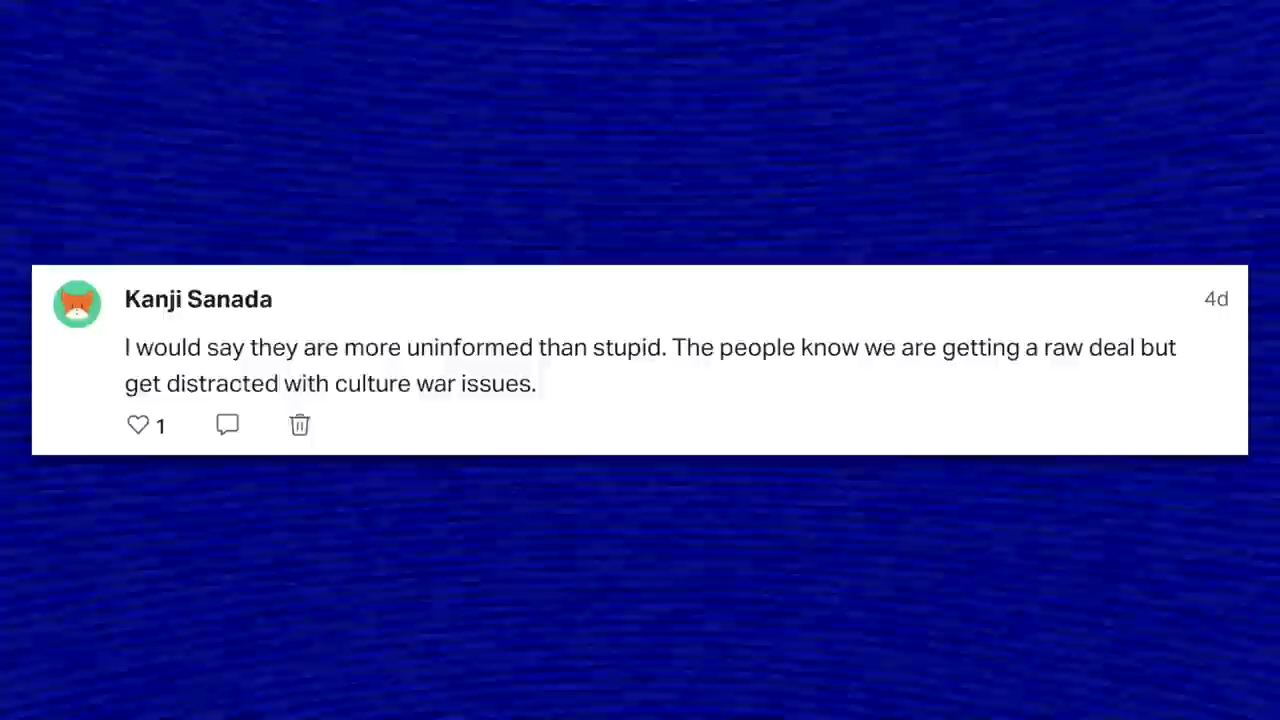 Kanji Sanada
4d
I would say they are more uninformed than stupid. The people know we are getting a raw deal but
get distracted with culture war issues.
1